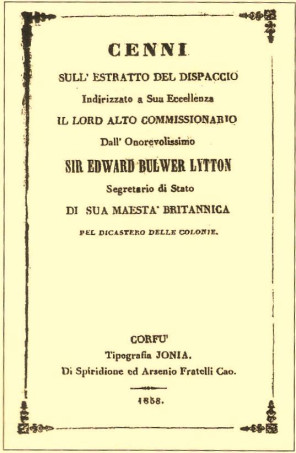 CENNI
SULL' ESTRATTO DEL DISPACCIO
Indirizzato a Sua Eccellenza
IL LORD ALTO COMMISSIONARIO
Dall' Onorevolissimo
SIR EDWARD BULWER LYTTON
Segretario di Stato
DI SUA MAESTA' BRITANNICA
PEL DICASTERO DELLE COLONIE.
CORFU'
Tipografia JONIA.
Di Spiridione ed Arsenio Fratelli Cao.
1858.